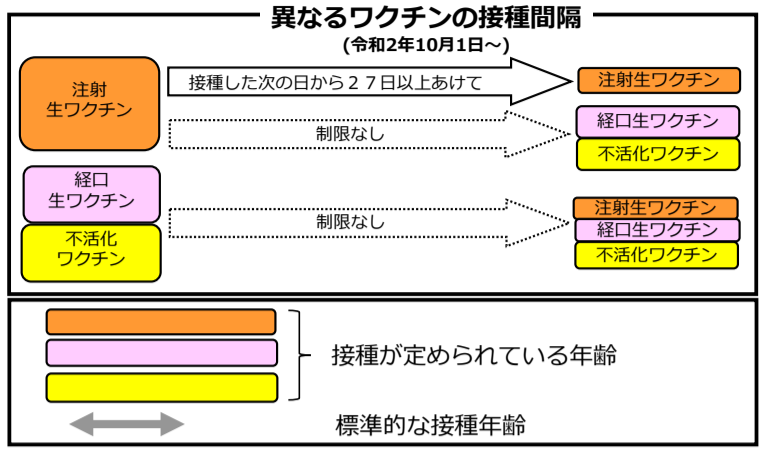 異なるワクチンの接種間隔
(令和2年10月1日～)
注射
生ワクチン
接種した次の日から２７日以上あけて
注射生ワクチン
制限なし
経口生ワクチン
不活化ワクチン
経口
生ワクチン
不活化
ワクチン
制限なし
注射生ワクチン
経口生ワクチン
不活化ワクチン
接種が定められている年齢
標準的な接種年齢